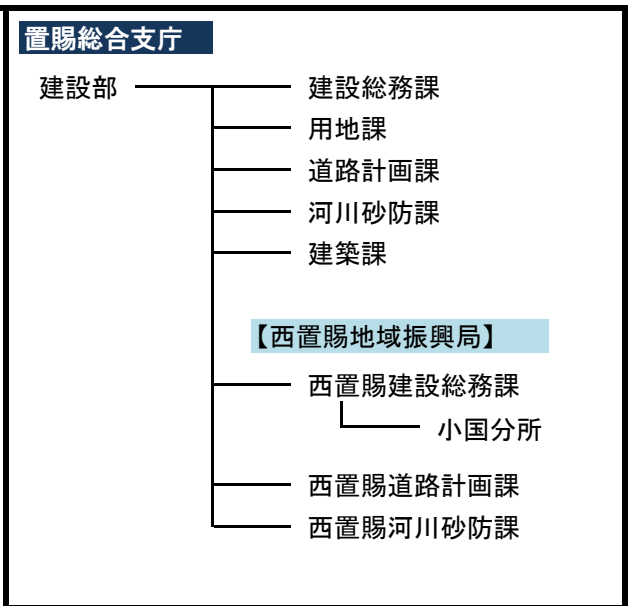 置賜総合支庁
建設部 建設総務課
用地課
道路計画課
河川砂防課
建築課
【西置賜地域振興局】
西置賜建設総務課
小国分所
西置賜道路計画課
西置賜河川砂防課